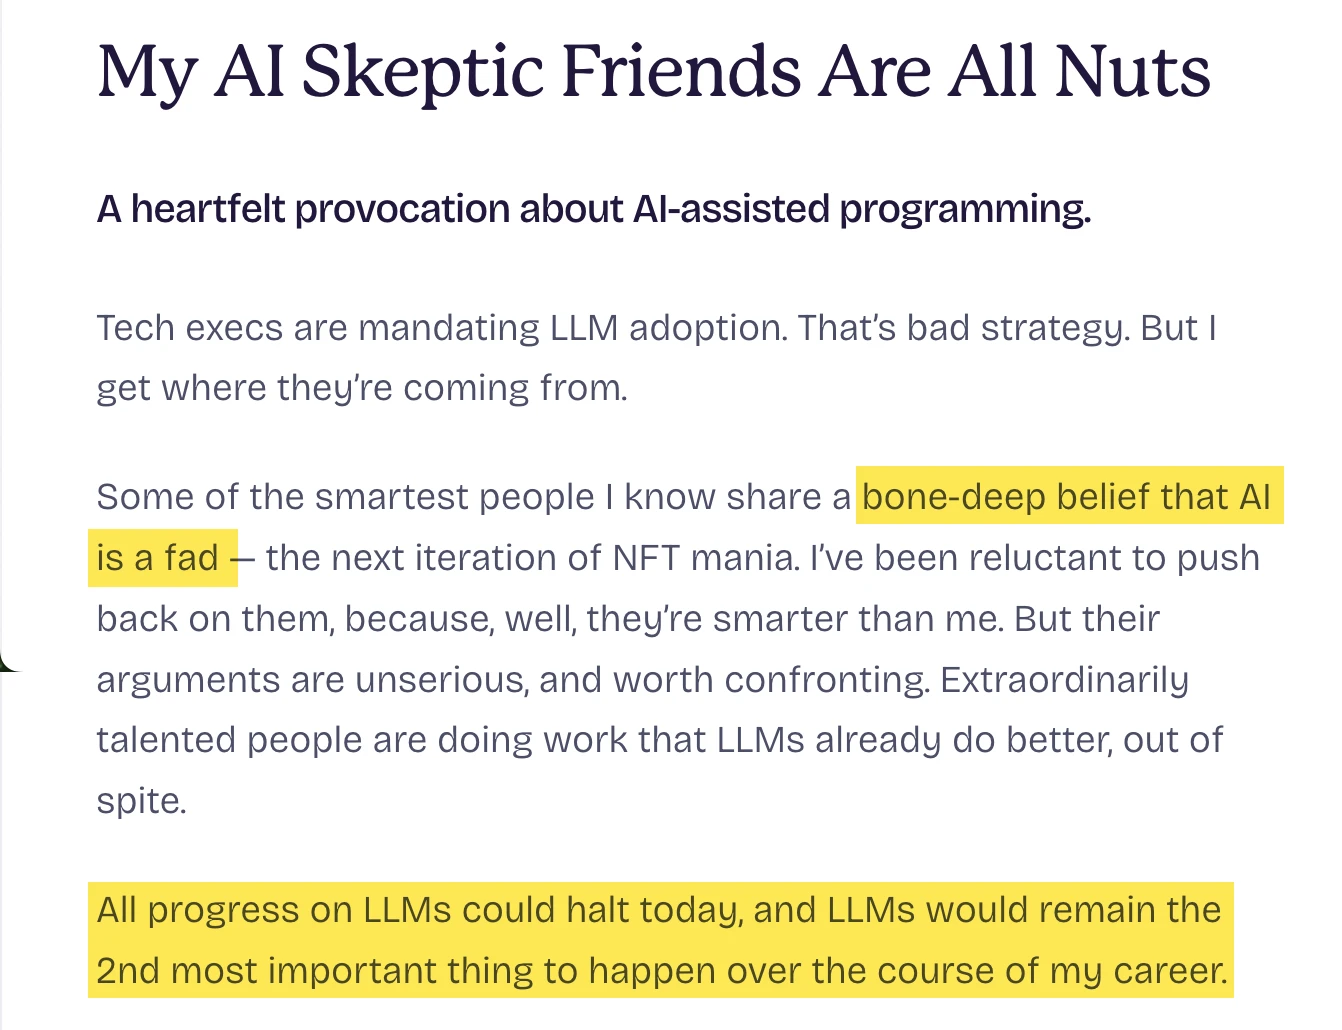 My AI Skeptic Friends Are All Nuts
A heartfelt provocation about AI-assisted programming.
Tech execs are mandating LLM adoption. That’s bad strategy. But I
get where they’re coming from.
Some of the smartest people I know share a bone-deep belief that AI
is a fad — the next iteration of NFT mania. I’ve been reluctant to push
back on them, because, well, they’re smarter than me. But their
arguments are unserious, and worth confronting. Extraordinarily
talented people are doing work that LLMs already do better, out of
spite.
All progress on LLMs could halt today, and LLMs would remain the
2nd most important thing to happen over the course of my career.